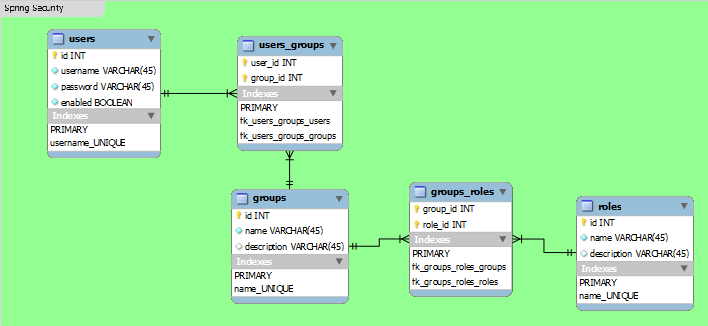 Spring Security
users
id INT
username VARCHAR(45)
password VARCHAR(45)
enabled BOOLEAN
Indexes
PRIMARY
username_UNIQUE
users_groups
user_id INT
group_id INT
Indexes
PRIMARY
fk_users_groups_users
fk_users_groups_groups
groups
id INT
name VARCHAR(45)
description VARCHAR(45)
Indexes
PRIMARY
name_UNIQUE
groups_roles
group_id INT
role_id INT
Indexes
PRIMARY
fk_groups_roles_groups
fk_groups_roles_roles
roles
id INT
name VARCHAR(45)
description VARCHAR(45)
Indexes
PRIMARY
name_UNIQUE